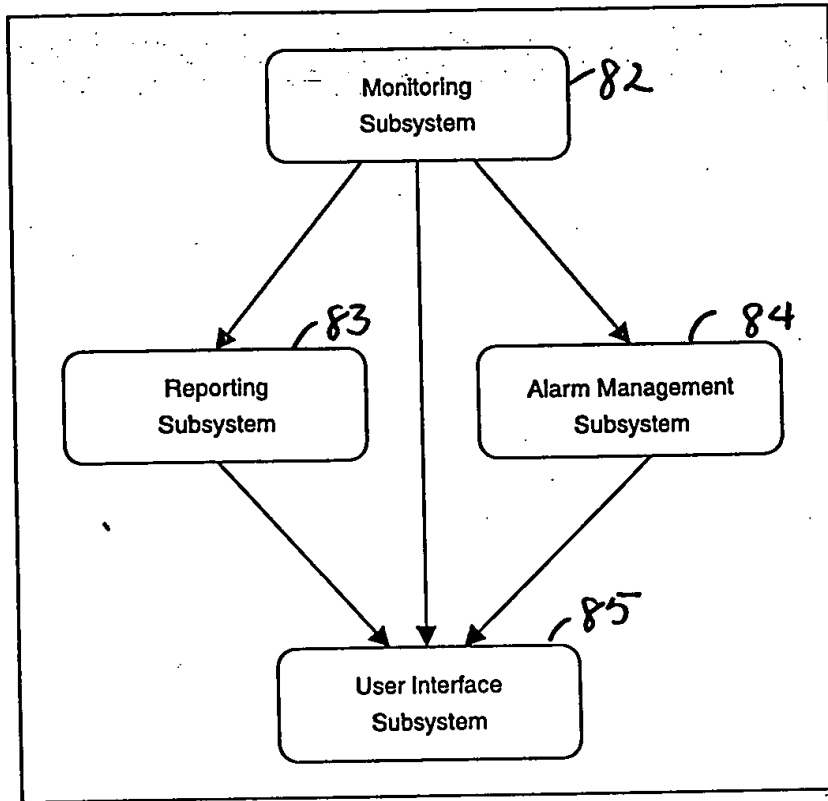 Monitoring
Subsystem
82
83
84
Reporting
Subsystem
Alarm Management
Subsystem
85
User Interface
Subsystem